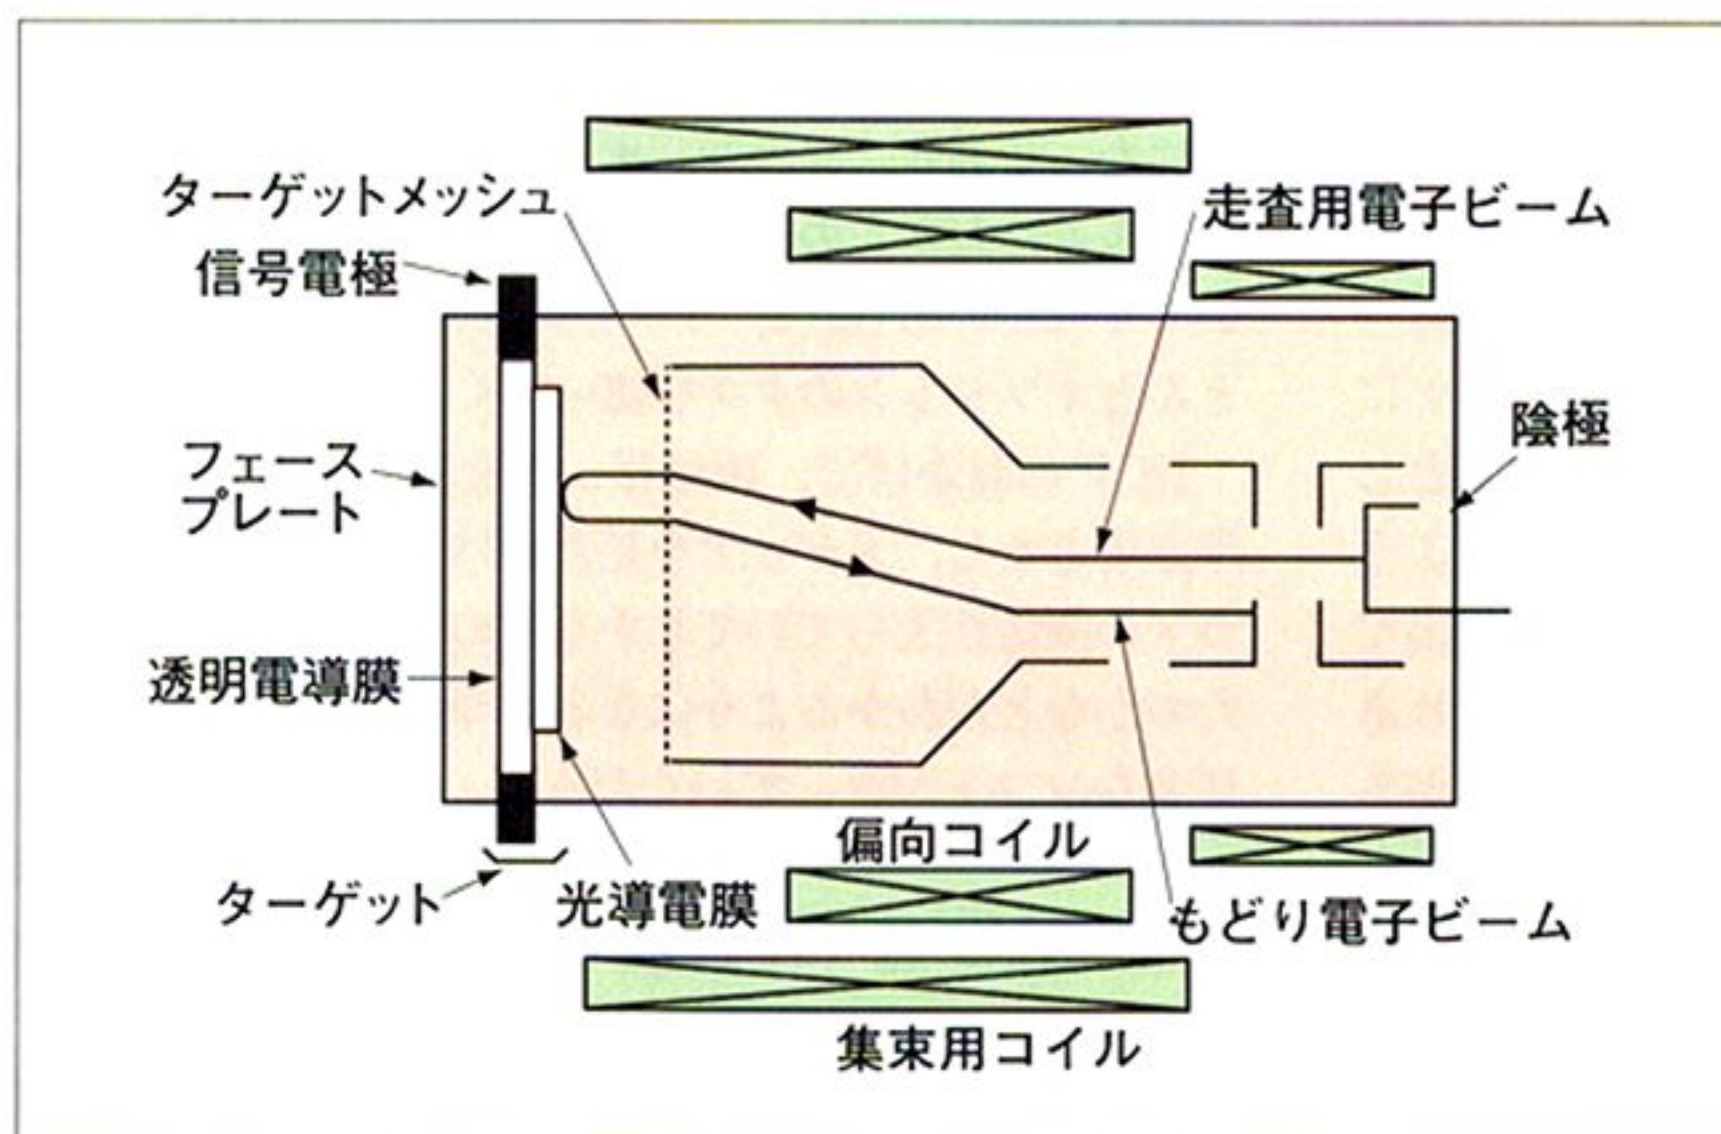 ターゲットメッシュ
走査用電子ビーム
信号電極
陰極
フェース
プレート
透明電導膜
偏向コイル
ターゲット
光導電膜
もどり電子ビーム
集束用コイル